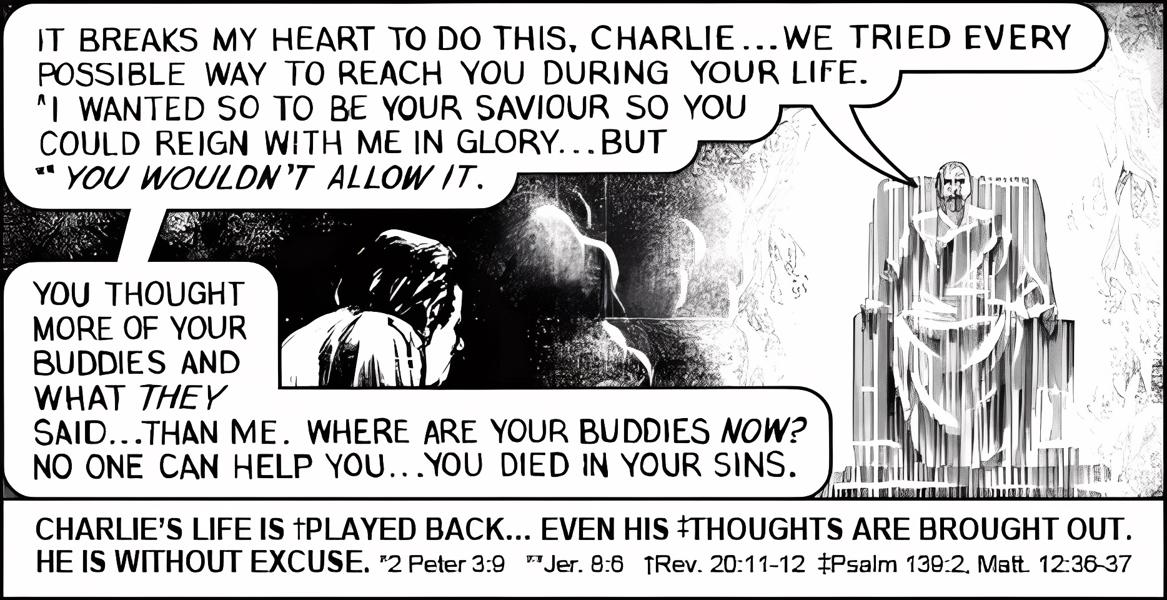 IT BREAKS MY HEART TO DO THIS, CHARLIE...WE TRIED EVERY
POSSIBLE WAY TO REACH YOU DURING YOUR LIFE.
*I WANTED SO TO BE YOUR SAVIOUR SO YOU
COULD REIGN WITH ME IN GLORY...BUT
**YOU WOULDN'T ALLOW IT.
YOU THOUGHT
MORE OF YOUR
BUDDIES AND
WHAT THEY
SAID...THAN ME. WHERE ARE YOUR BUDDIES NOW?
NO ONE CAN HELP YOU...YOU DIED IN YOUR SINS.
CHARLIE'S LIFE IS †PLAYED BACK... EVEN HIS ‡THOUGHTS ARE BROUGHT OUT.
HE IS WITHOUT EXCUSE. *2 Peter 3:9 **Jer. 8:6 †Rev. 20:11-12 ‡Psalm 139:2, Matt. 12:36-37